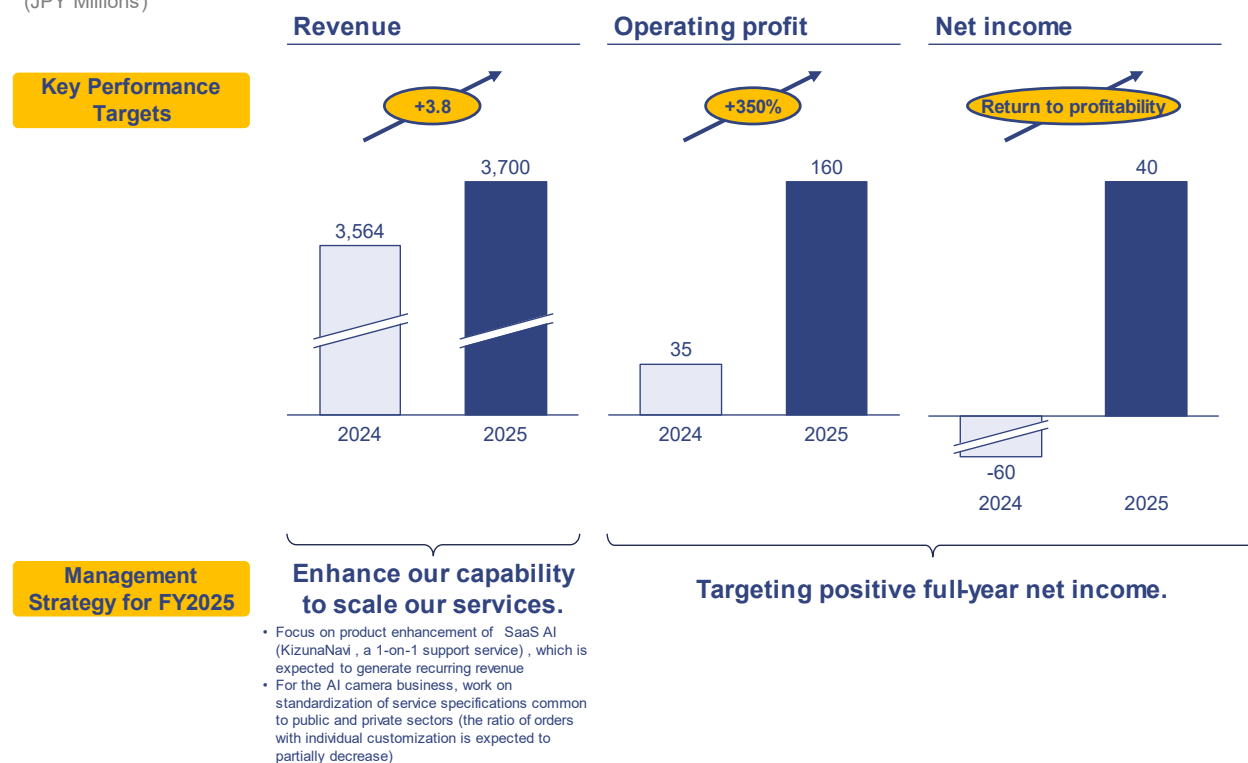 (JPY Millions)
Revenue
Operating profit
Net income
Key Performance
Targets
+3.8
+350%
Return to profitability
3,564
3,700
2024
2025
35
160
2024
2025
-60
40
2024
2025
Management
Strategy for FY2025
Enhance our capability
to scale our services.
• Focus on product enhancement of SaaS AI
(KizunaNavi , a 1-on-1 support service) , which is
expected to generate recurring revenue
• For the AI camera business, work on
standardization of service specifications common
to public and private sectors (the ratio of orders
with individual customization is expected to
partially decrease)
Targeting positive full-year net income.